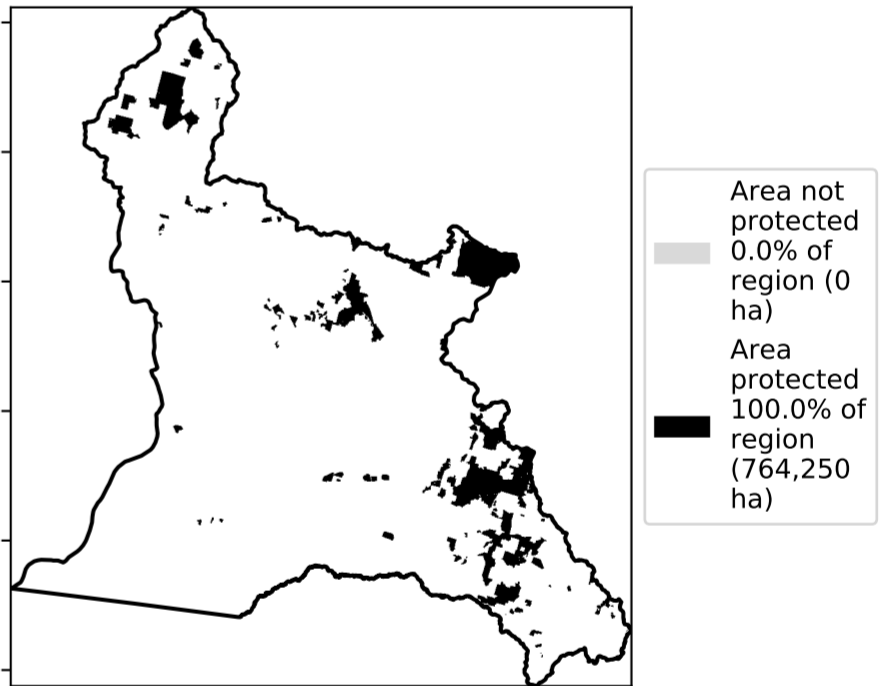 Area not
protected
0.0% of
region (0
ha)
Area
protected
100.0% of
region
(764,250
ha)